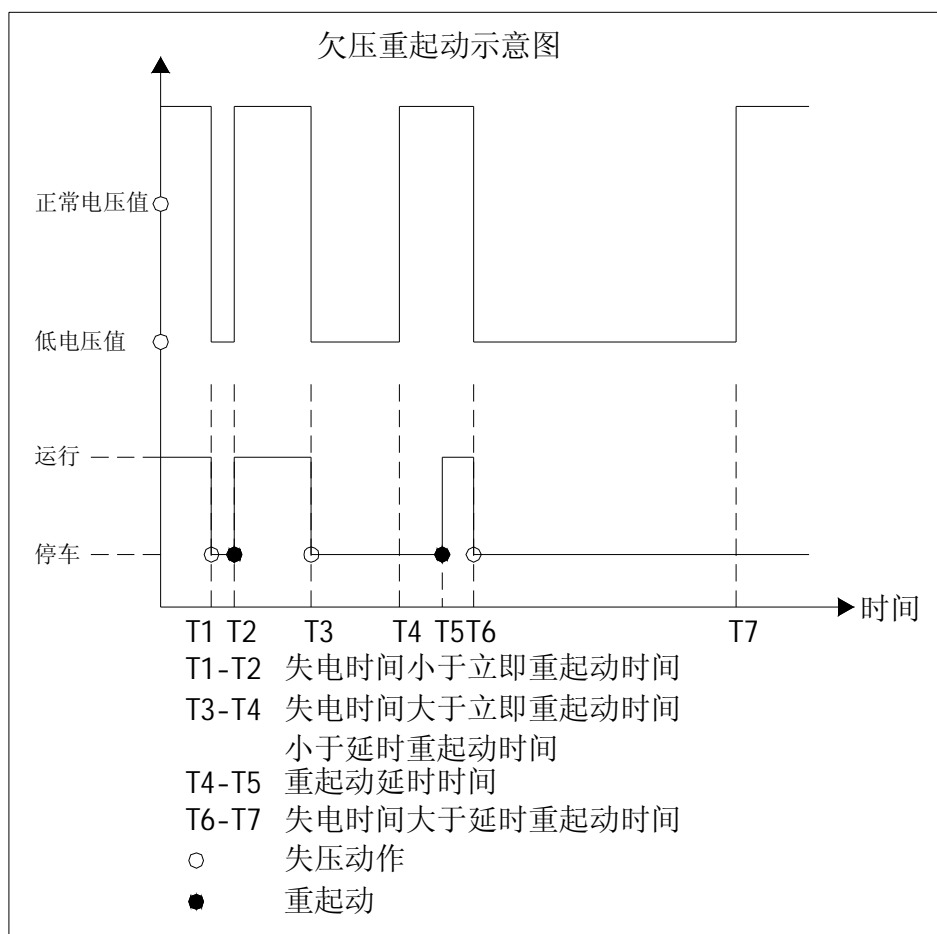 欠压重起动示意图
正常电压值
低电压值
运行
停车
时间
T1 T2 T3 T4 T5 T6 T7
T1-T2 失电时间小于立即重起动时间
T3-T4 失电时间大于立即重起动时间
小于延时重起动时间
T4-T5 重起动延时时间
T6-T7 失电时间大于延时重起动时间
失压动作
重起动